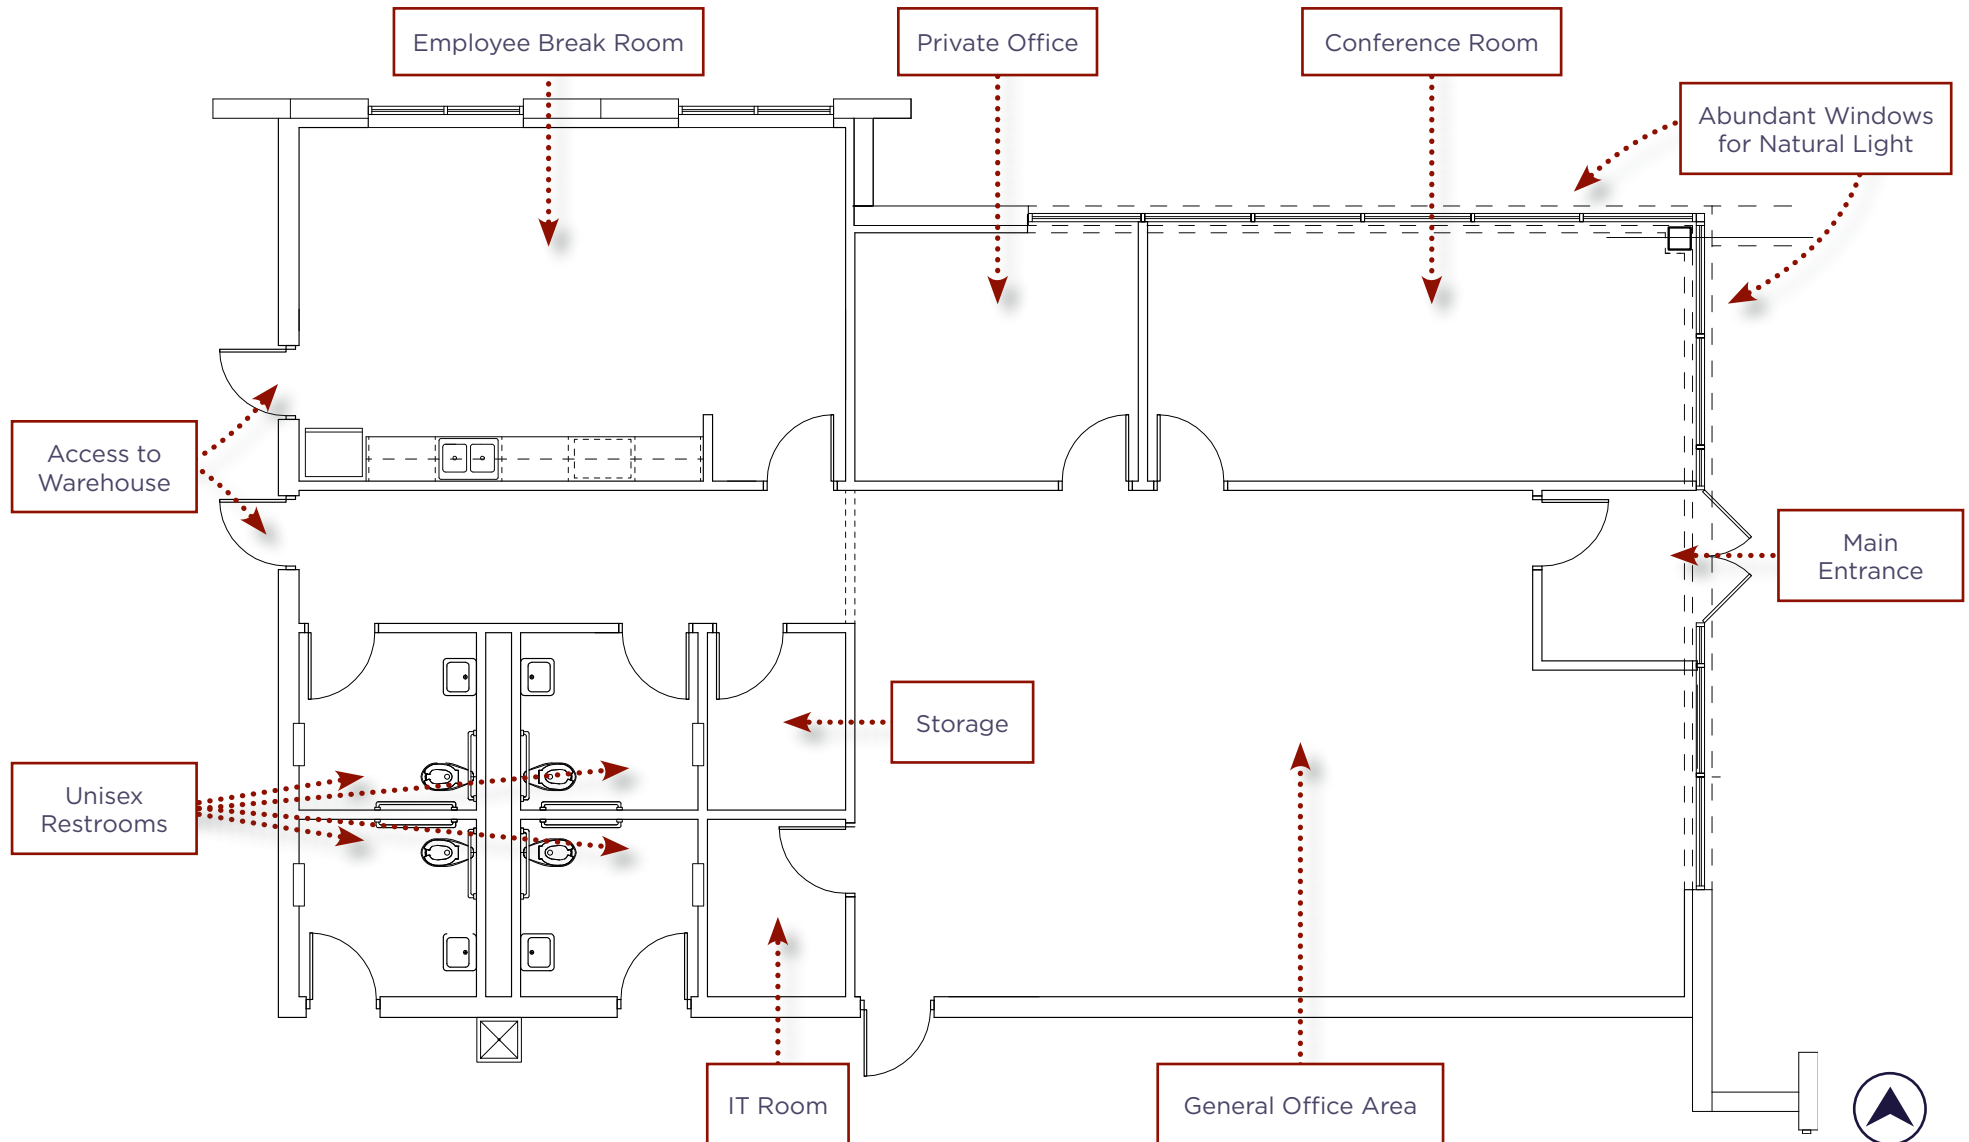 Employee Break Room
Private Office
Conference Room
Abundant Windows
for Natural Light
Access to
Warehouse
Main
Entrance
Storage
Unisex
Restrooms
IT Room
General Office Area